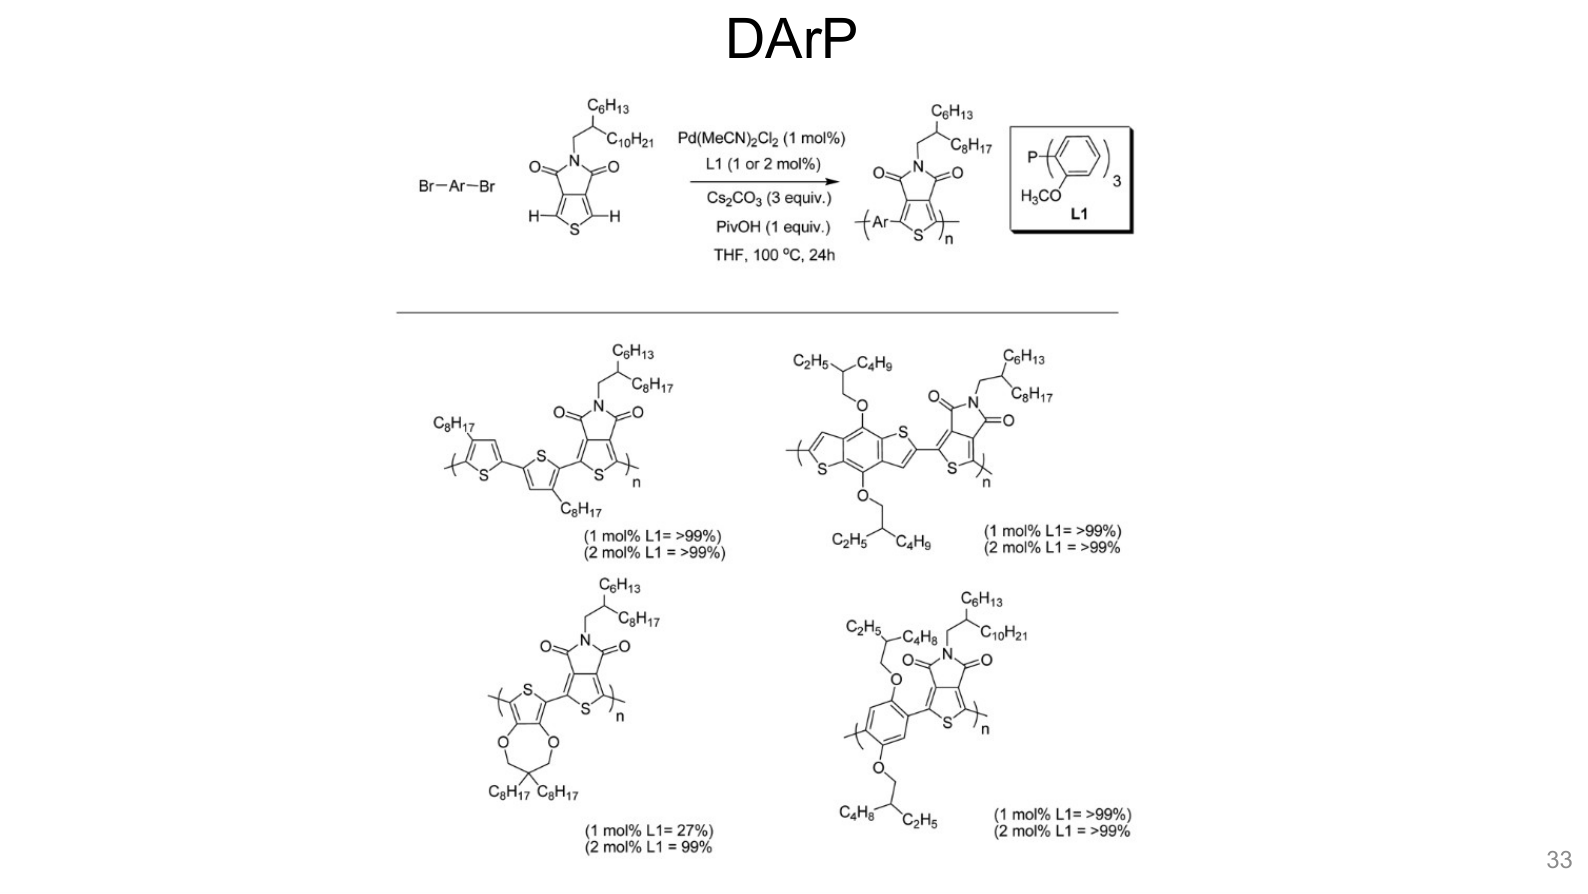 DArP
C6H13
C10H21
N
O
O
Br–Ar–Br
H
H
S
Pd(MeCN)2Cl2 (1 mol%)
L1 (1 or 2 mol%)
Cs2CO3 (3 equiv.)
PivOH (1 equiv.)
THF, 100 ºC, 24h
C6H13
C8H17
N
O
O
Ar
S
n
P
3
H3CO
L1
C6H13
C8H17
N
O
O
C8H17
S
S
S
n
C8H17
(1 mol% L1= >99%)
(2 mol% L1 = >99%)
C2H5
C4H9
C6H13
C8H17
O
N
O
O
S
S
S
n
O
C2H5
C4H9
(1 mol% L1= >99%)
(2 mol% L1 = >99%
C6H13
C8H17
N
O
O
S
S
n
O
O
C8H17
C8H17
(1 mol% L1= 27%)
(2 mol% L1 = 99%
C6H13
C10H21
C2H5
C4H8
N
O
O
O
S
n
O
C4H8
C2H5
(1 mol% L1= >99%)
(2 mol% L1 = >99%
33